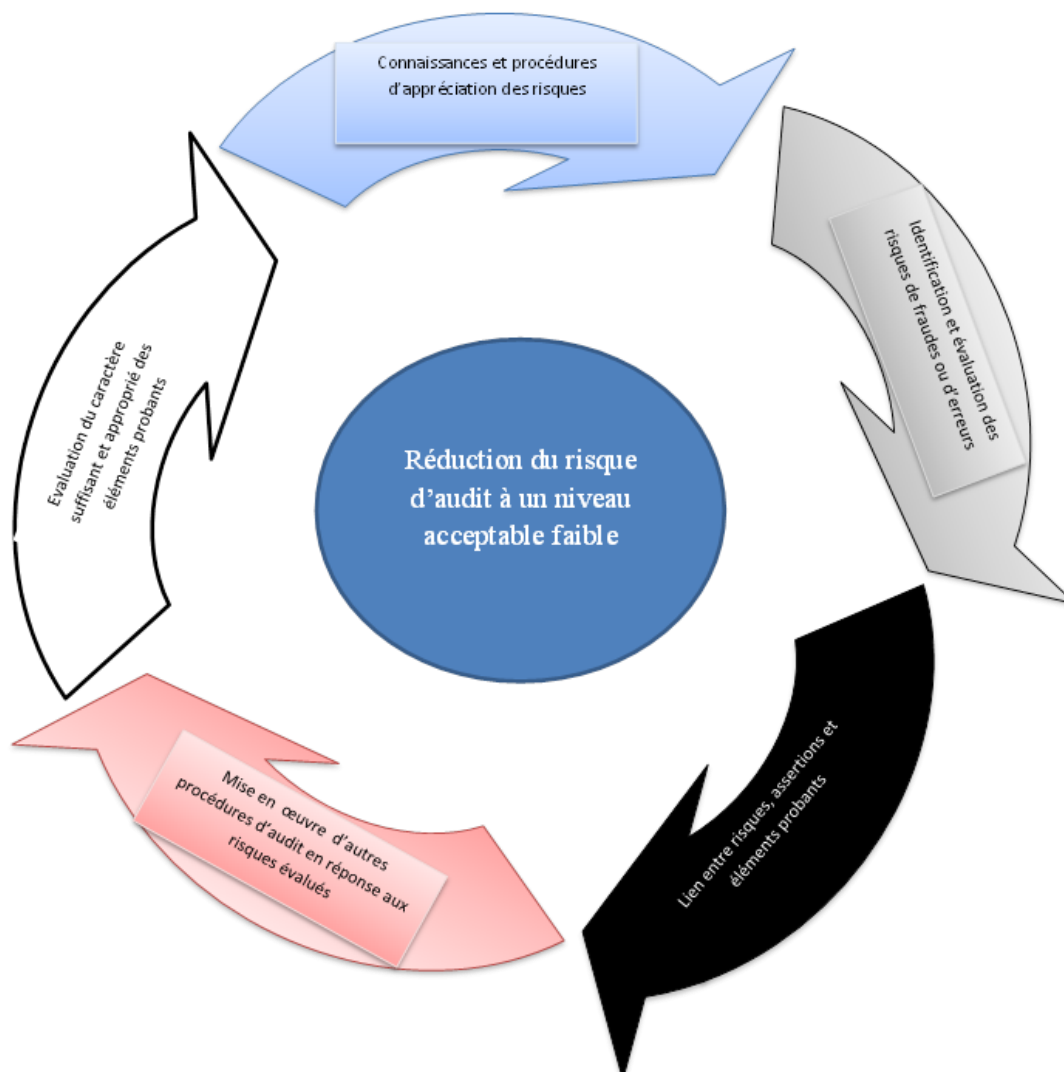 Connaissances et procédures
d'appréciation des risques
Identification et évaluation des
risques de fraudes ou d'erreurs
Lien entre risques, assertions et
éléments probants
Mise en œuvre d'autres
procédures d'audit en réponse aux
risques évalués
Evaluation du caractère
suffisant et approprié des
éléments probants
Réduction du risque
d'audit à un niveau
acceptable faible